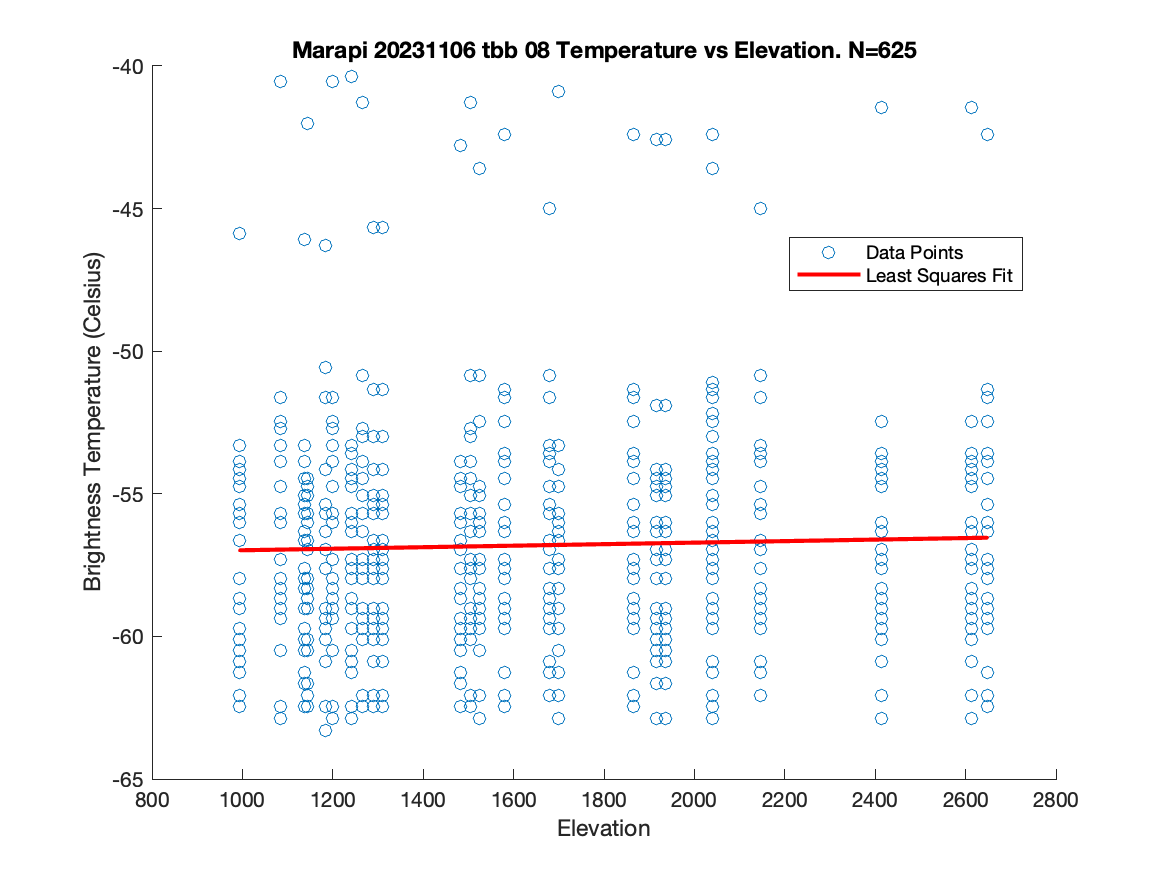 Marapi 20231106 tbb 08 Temperature vs Elevation. N=625
-40
-45
-50
-55
-60
-65
Brightness Temperature (Celsius)
Data Points
Least Squares Fit
800 1000 1200 1400 1600 1800 2000 2200 2400 2600 2800
Elevation